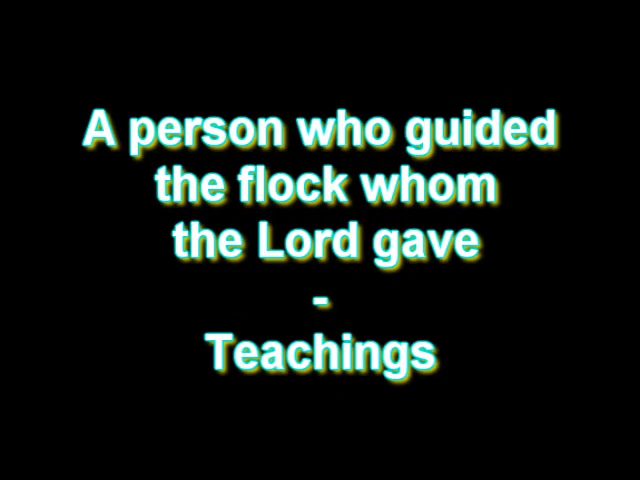 A person who guided
the flock whom
the Lord gave
-
Teachings